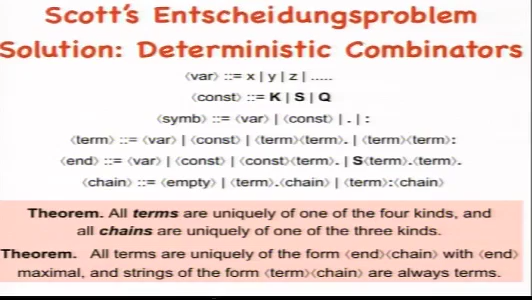 Scott's Entscheidungsproblem
Solution: Deterministic Combinators
⟨var⟩ ::= x | y | z | .....
⟨const⟩ ::= K | S | Q
⟨symb⟩ ::= ⟨var⟩ | ⟨const⟩ | . | :
⟨term⟩ ::= ⟨var⟩ | ⟨const⟩ | ⟨term⟩⟨term⟩. | ⟨term⟩⟨term⟩:
⟨end⟩ ::= ⟨var⟩ | ⟨const⟩ | ⟨const⟩⟨term⟩. | S⟨term⟩.⟨term⟩.
⟨chain⟩ ::= ⟨empty⟩ | ⟨term⟩.⟨chain⟩ | ⟨term⟩:⟨chain⟩
Theorem. All terms are uniquely of one of the four kinds, and
all chains are uniquely of one of the three kinds.
Theorem. All terms are uniquely of the form ⟨end⟩⟨chain⟩ with ⟨end⟩
maximal, and strings of the form ⟨term⟩⟨chain⟩ are always terms.